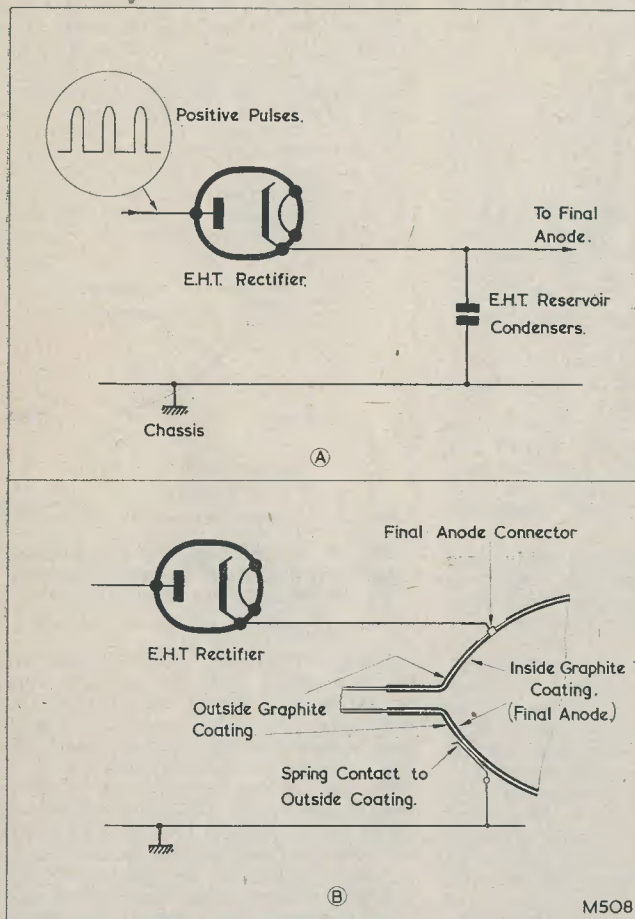 Positive Pulses.
To Final
Anode.
E.H.T. Rectifier.
E.H.T. Reservoir
Condensers.
Chassis
A
Final Anode Connector
E.H.T Rectifier
Inside Graphite
Coating.
(Final Anode.)
Outside Graphite
Coating
Spring Contact to
Outside Coating.
B
M508